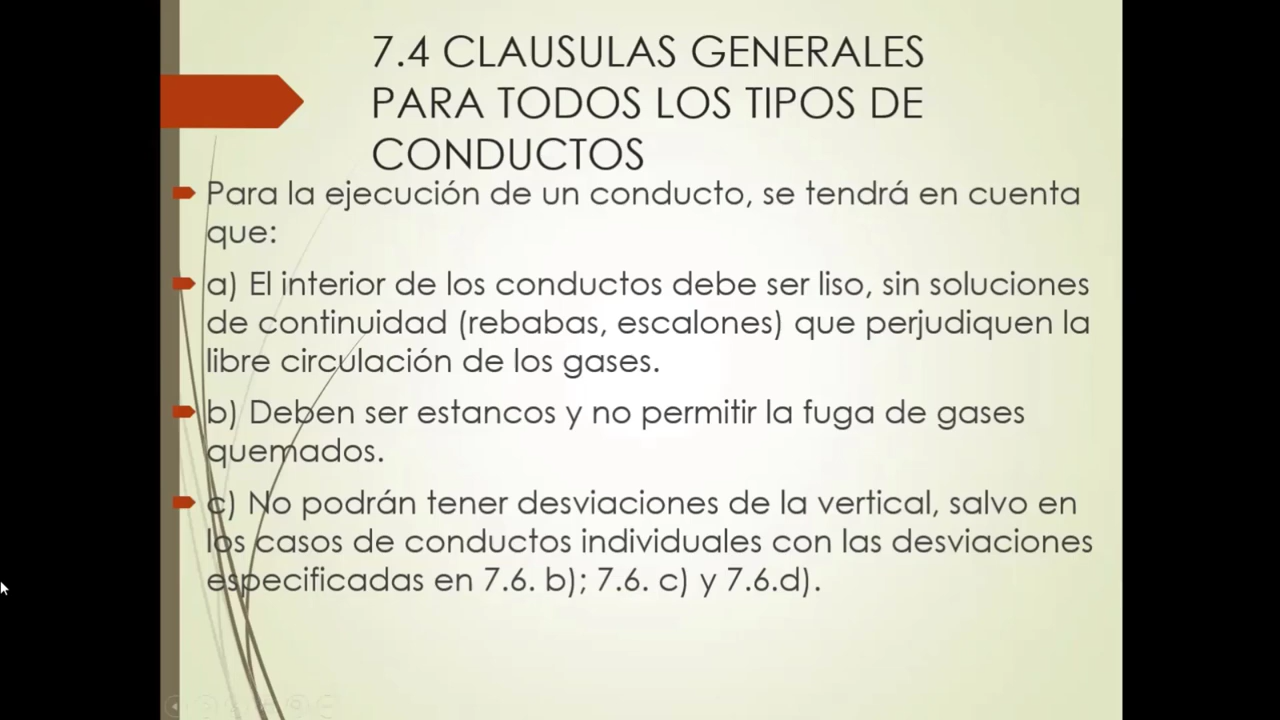 7.4 CLAUSULAS GENERALES
PARA TODOS LOS TIPOS DE
CONDUCTOS
Para la ejecución de un conducto, se tendrá en cuenta
que:
a) El interior de los conductos debe ser liso, sin soluciones
de continuidad (rebabas, escalones) que perjudiquen la
libre circulación de los gases.
b) Deben ser estancos y no permitir la fuga de gases
quemados.
c) No podrán tener desviaciones de la vertical, salvo en
los casos de conductos individuales con las desviaciones
especificadas en 7.6. b); 7.6. c) y 7.6.d).